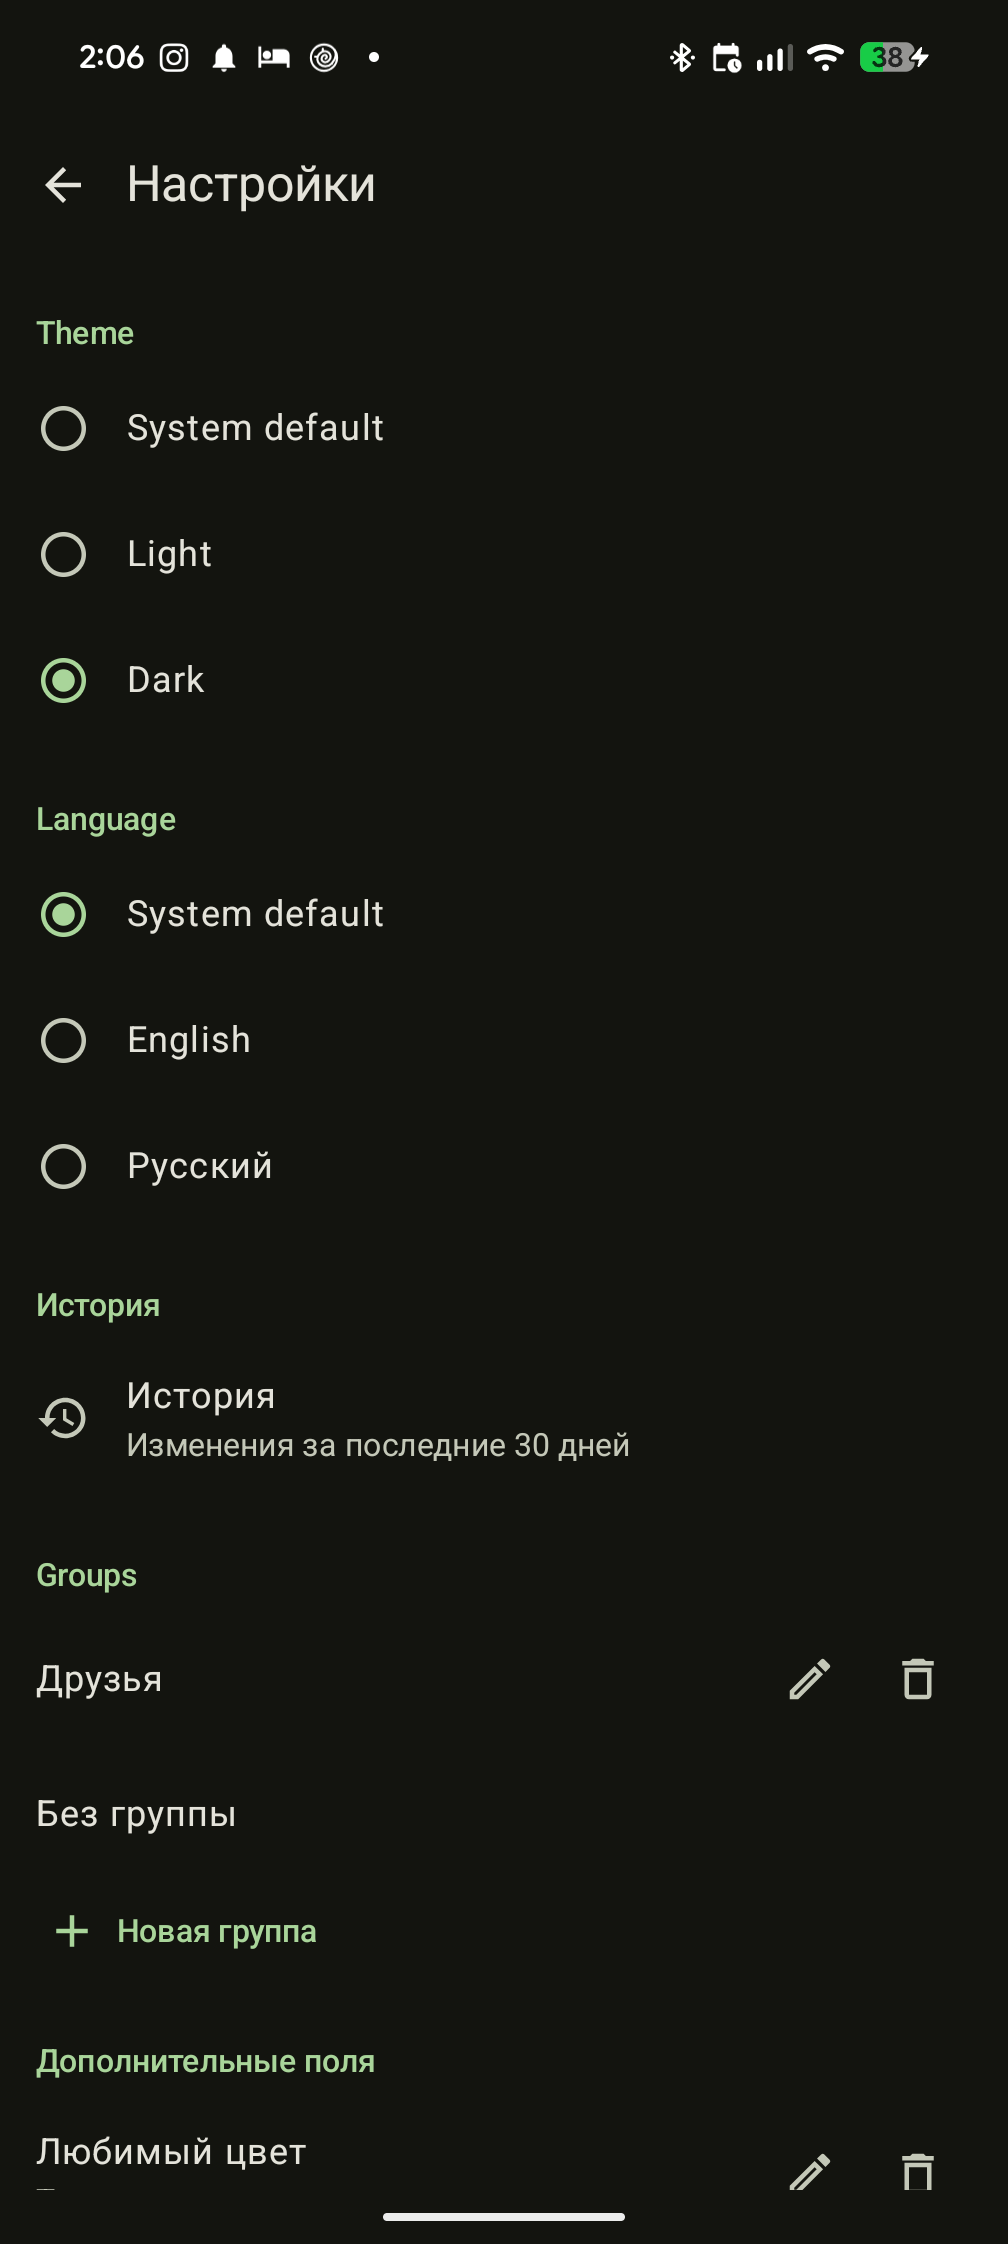 2:06
38
Настройки
Theme
System default
Light
Dark
Language
System default
English
Русский
История
История
Изменения за последние 30 дней
Groups
Друзья
Без группы
Новая группа
Дополнительные поля
Любимый цвет